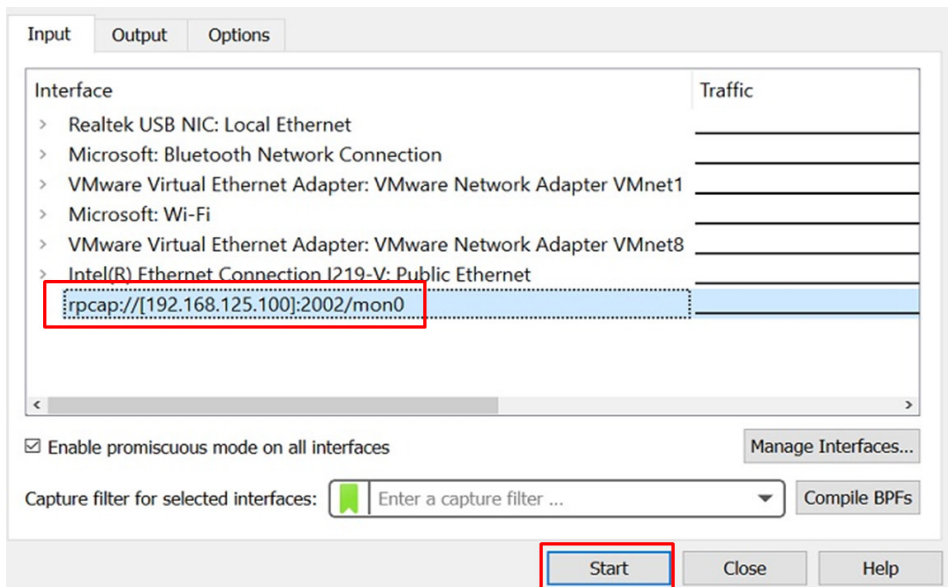 Input Output Options
Interface Traffic
Realtek USB NIC: Local Ethernet
Microsoft: Bluetooth Network Connection
VMware Virtual Ethernet Adapter: VMware Network Adapter VMnet1
Microsoft: Wi-Fi
VMware Virtual Ethernet Adapter: VMware Network Adapter VMnet8
Intel(R) Ethernet Connection I219-V: Public Ethernet
rpcap://[192.168.125.100]:2002/mon0
Enable promiscuous mode on all interfaces Manage Interfaces...
Capture filter for selected interfaces: Enter a capture filter ... Compile BPFs
Start Close Help